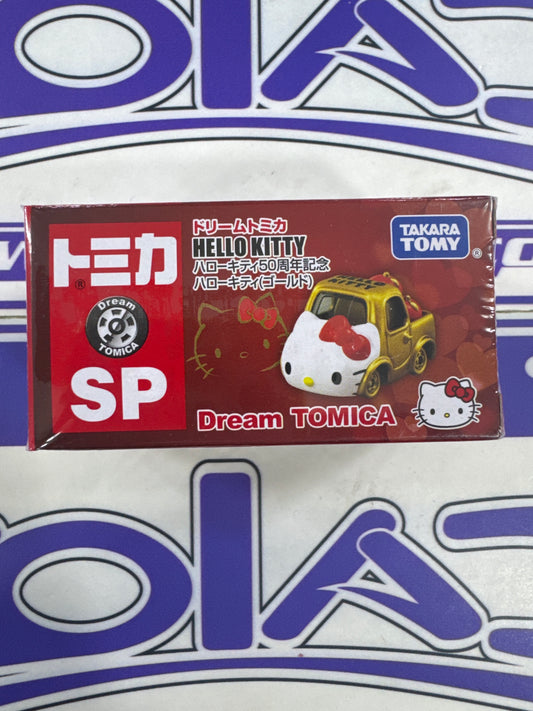 トミカ
®
Dream
TOMICA
SP
ドリームトミカ
HELLO KITTY
ハローキティ50周年記念
ハローキティ(ゴールド)
TAKARA
TOMY
®
Dream TOMICA